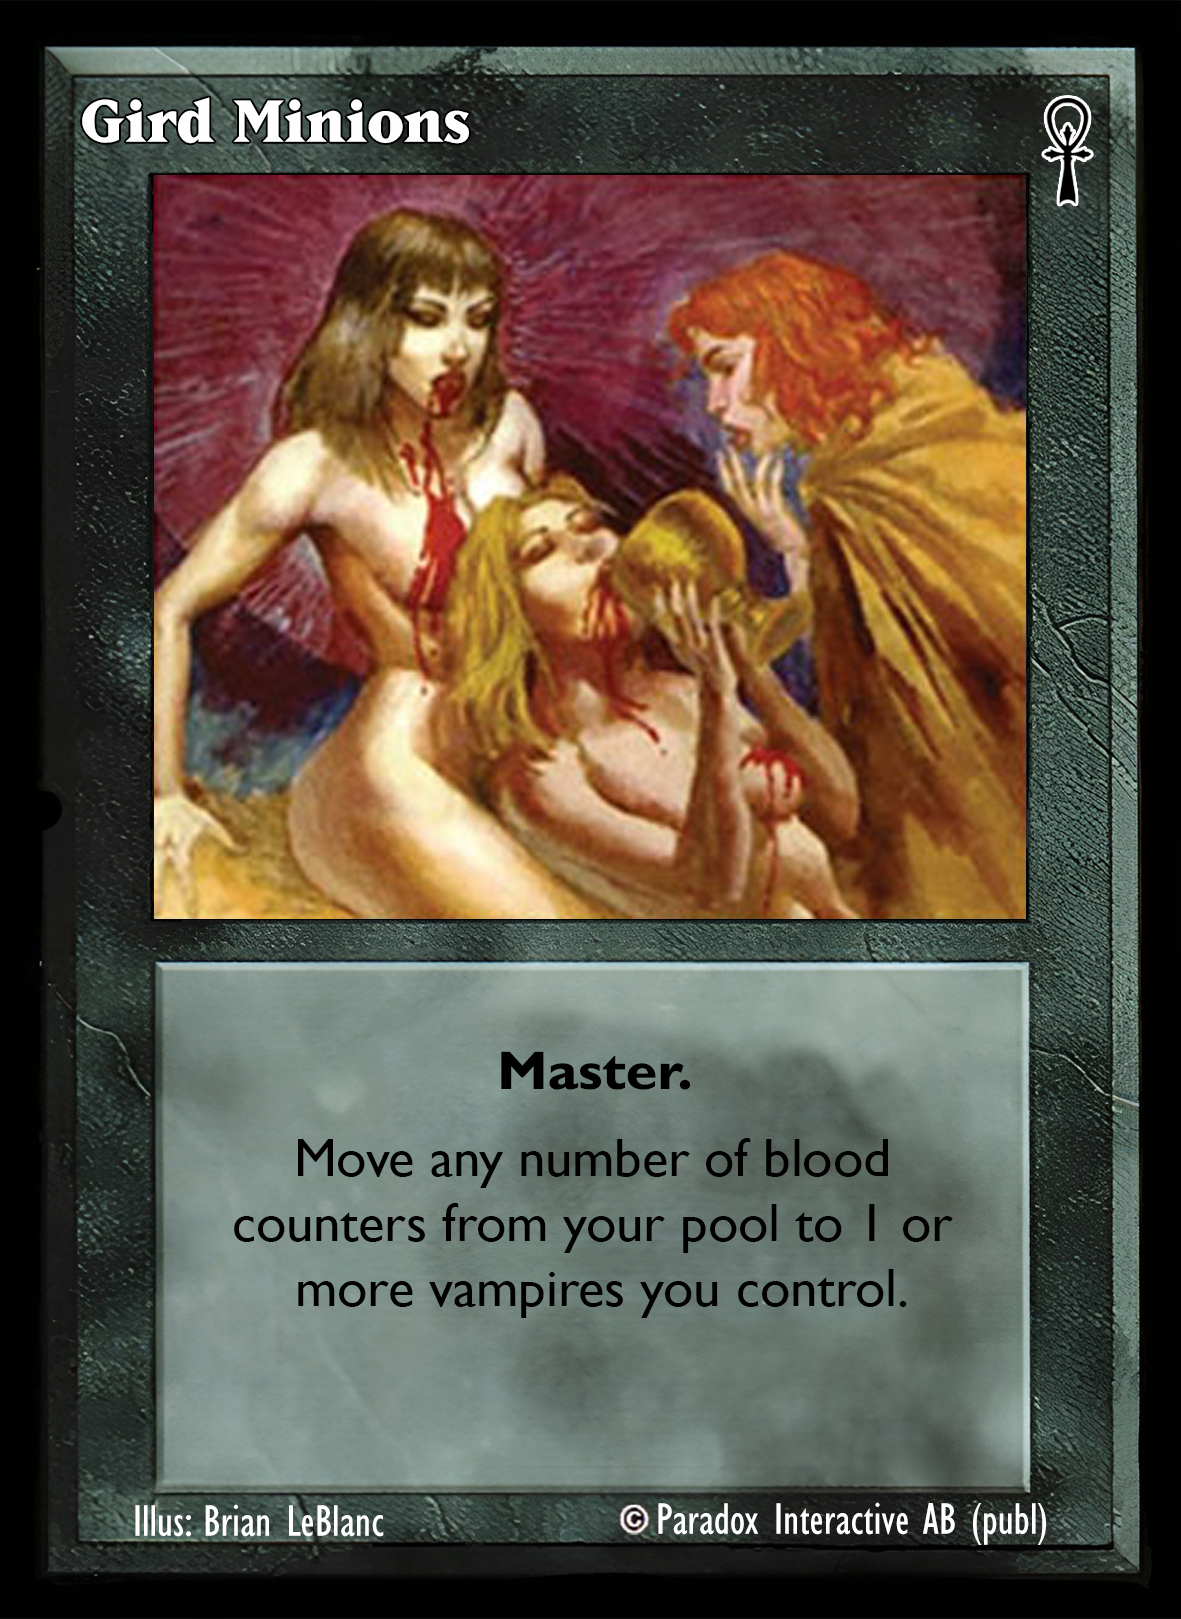 Gird Minions
Master.
Move any number of blood
counters from your pool to 1 or
more vampires you control.
Illus: Brian LeBlanc
© Paradox Interactive AB (publ)